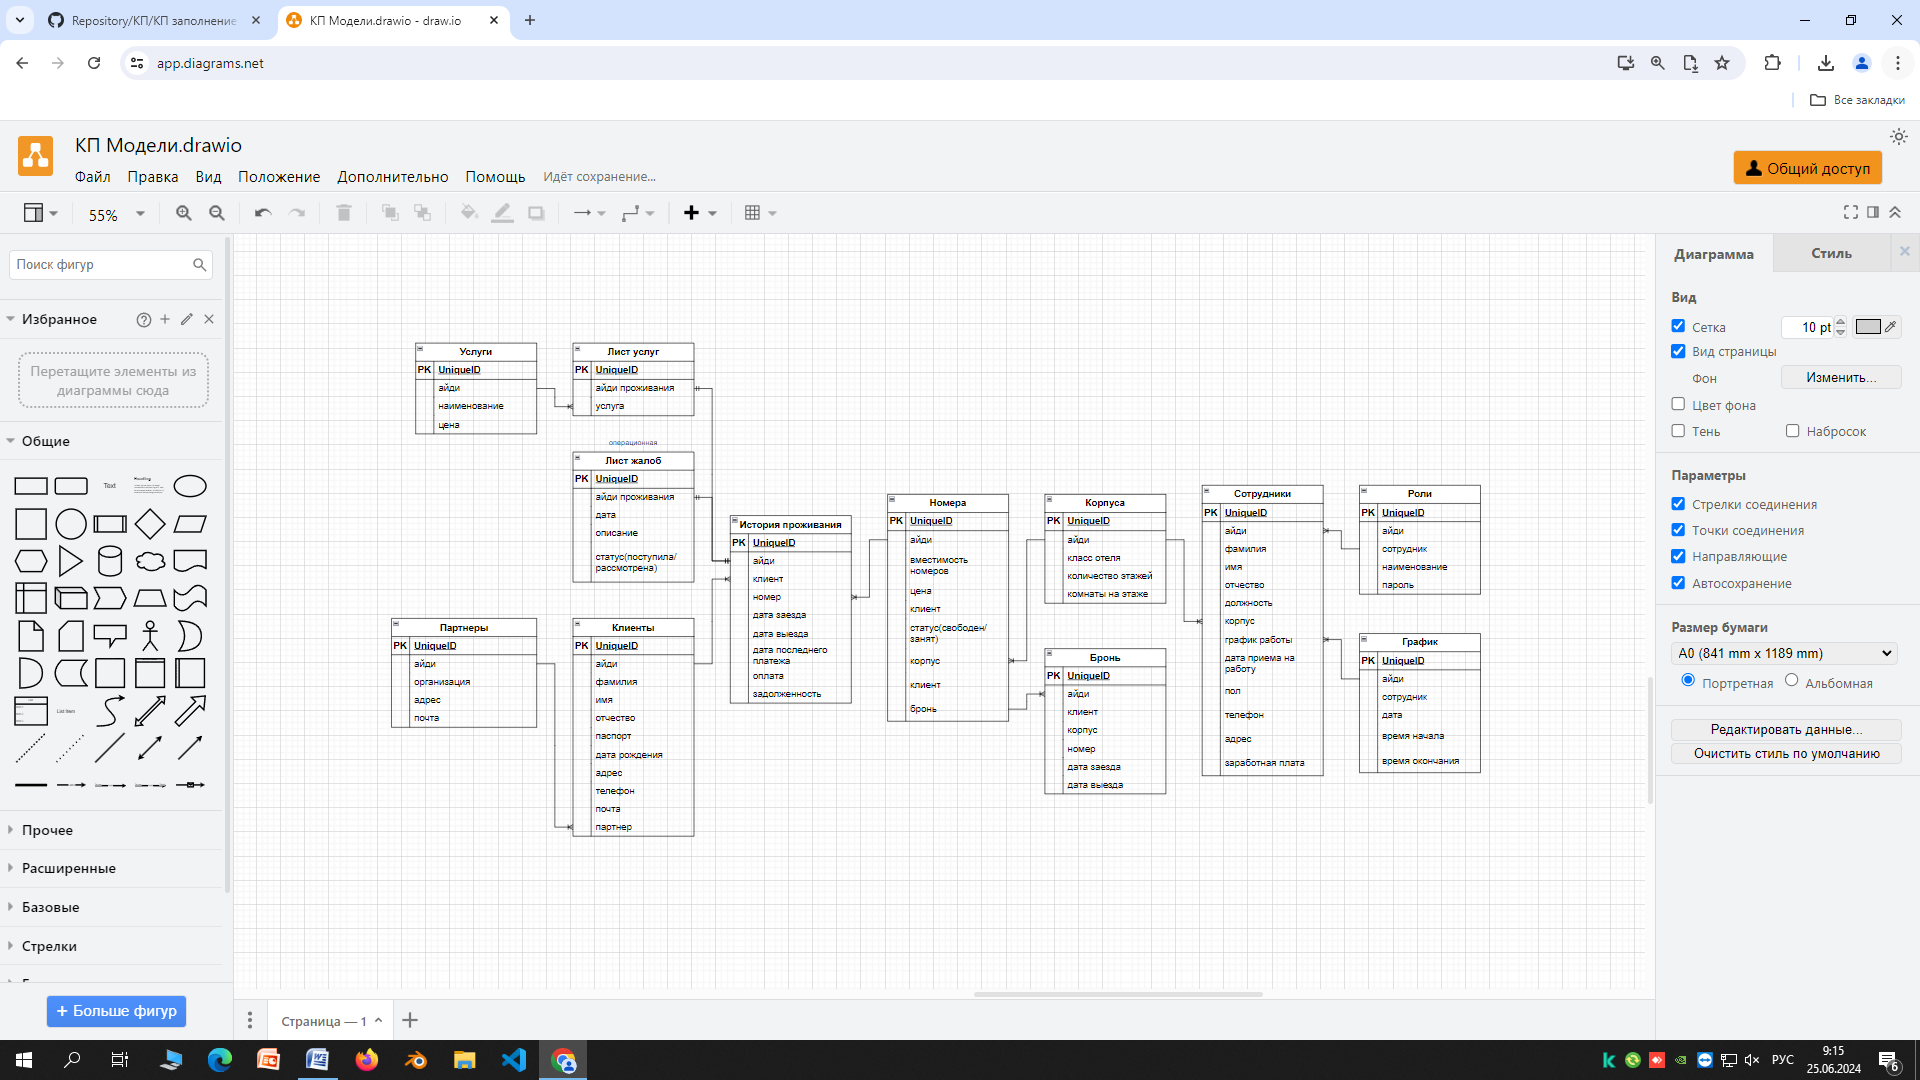 Repository/КП/КП заполнение
КП Модели.drawio - draw.io
app.diagrams.net
Все закладки
КП Модели.drawio
Файл
Правка
Вид
Положение
Дополнительно
Помощь
Идёт сохранение...
Общий доступ
55%
Поиск фигур
Избранное
Перетащите элементы из
диаграммы сюда
Общие
Text
Heading
List Item
Прочее
Расширенные
Базовые
Стрелки
+ Больше фигур
Услуги
PK UniqueID
айди
наименование
цена
Лист услуг
PK UniqueID
айди проживания
услуга
операционная
Лист жалоб
PK UniqueID
айди проживания
дата
описание
статус(поступила/
рассмотрена)
Партнеры
PK UniqueID
айди
организация
адрес
почта
Клиенты
PK UniqueID
айди
фамилия
имя
отчество
паспорт
дата рождения
адрес
телефон
почта
партнер
История проживания
PK UniqueID
айди
клиент
номер
дата заезда
дата выезда
дата последнего
платежа
оплата
задолженность
Номера
PK UniqueID
айди
вместимость
номеров
цена
клиент
статус(свободен/
занят)
корпус
клиент
бронь
Корпуса
PK UniqueID
айди
класс отеля
количество этажей
комнаты на этаже
Бронь
PK UniqueID
айди
клиент
корпус
номер
дата заезда
дата выезда
Сотрудники
PK UniqueID
айди
фамилия
имя
отчество
должность
корпус
график работы
дата приема на
работу
пол
телефон
адрес
заработная плата
Роли
PK UniqueID
айди
сотрудник
наименование
пароль
График
PK UniqueID
айди
сотрудник
дата
время начала
время окончания
Диаграмма
Стиль
Вид
Сетка
10 pt
Вид страницы
Фон
Изменить...
Цвет фона
Тень
Набросок
Параметры
Стрелки соединения
Точки соединения
Направляющие
Автосохранение
Размер бумаги
A0 (841 mm x 1189 mm)
Портретная
Альбомная
Редактировать данные...
Очистить стиль по умолчанию
Страница — 1
РУС
9:15
25.06.2024
6